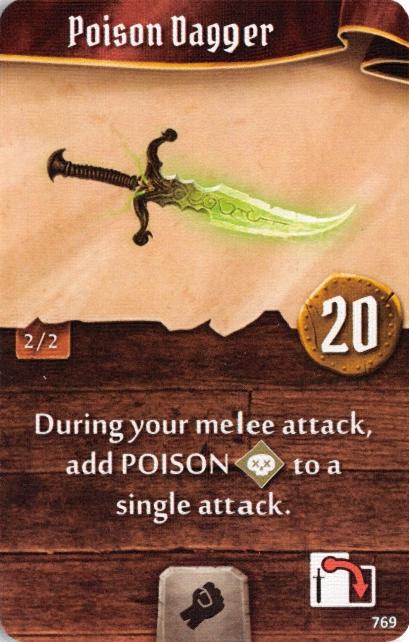 Poison Dagger
2/2
20
During your melee attack,
add POISON to a
single attack.
769